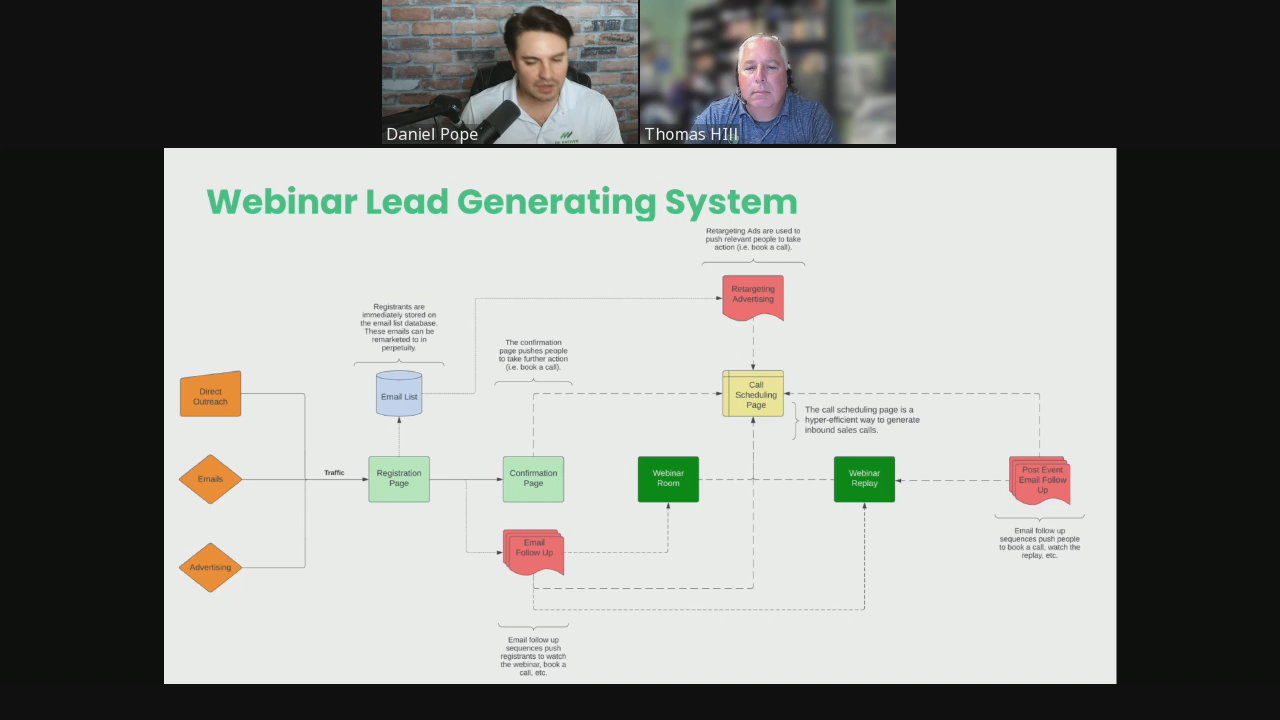 Daniel Pope
Thomas HIll
Webinar Lead Generating System
Retargeting Ads are used to
push relevant people to take
action (i.e. book a call).
Retargeting
Advertising
Registrants are
immediately stored on
the email list database.
These emails can be
remarketed to in
perpetuity.
The confirmation
page pushes people
to take further action
(i.e. book a call).
Direct
Outreach
Email List
Call
Scheduling
Page
The call scheduling page is a
hyper-efficient way to generate
inbound sales calls.
Emails
Traffic
Registration
Page
Confirmation
Page
Webinar
Room
Webinar
Replay
Post Event
Email Follow
Up
Email follow up
sequences push people
to book a call, watch the
replay, etc.
Email
Follow Up
Advertising
Email follow up
sequences push
registrants to watch
the webinar, book a
call, etc.